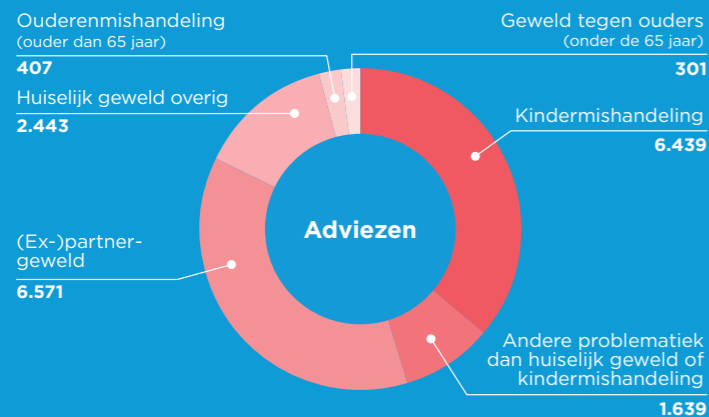 Ouderenmishandeling
(ouder dan 65 jaar)
407
Huiselijk geweld overig
2.443
(Ex-)partner-
geweld
6.571
Adviezen
Geweld tegen ouders
(onder de 65 jaar)
301
Kindermishandeling
6.439
Andere problematiek
dan huiselijk geweld of
kindermishandeling
1.639